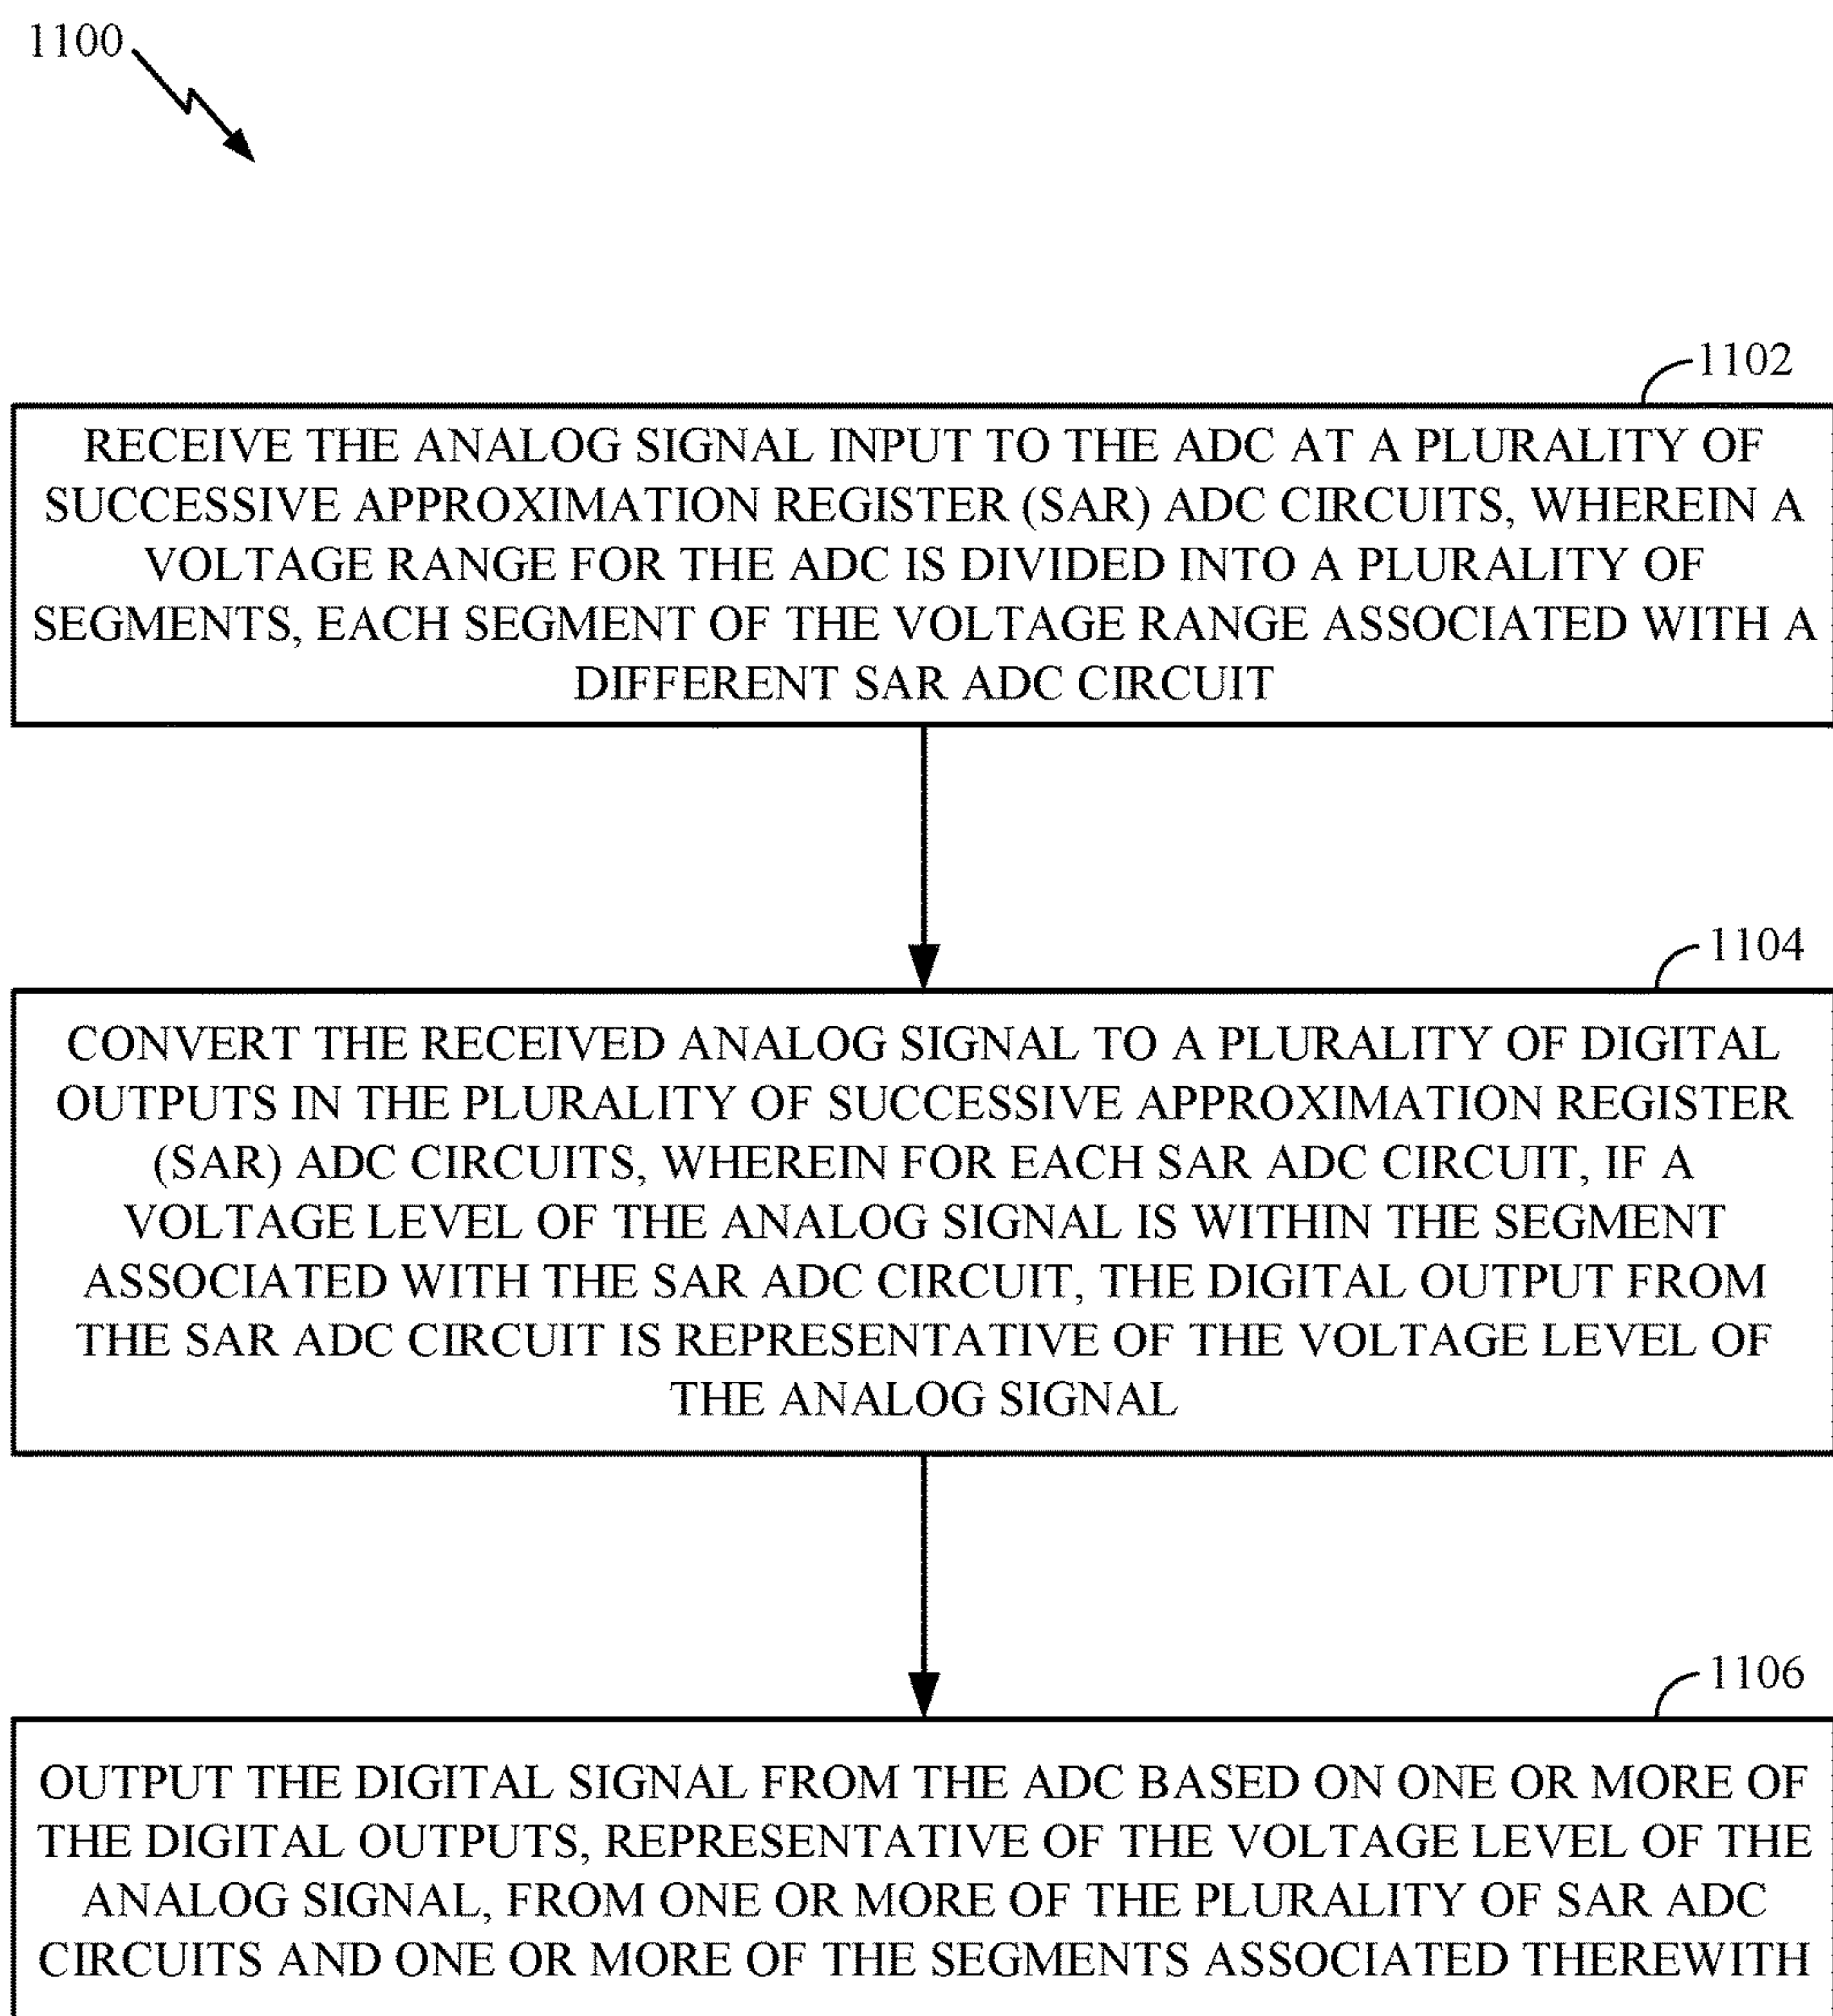 1100
1102
RECEIVE THE ANALOG SIGNAL INPUT TO THE ADC AT A PLURALITY OF
SUCCESSIVE APPROXIMATION REGISTER (SAR) ADC CIRCUITS, WHEREIN A
VOLTAGE RANGE FOR THE ADC IS DIVIDED INTO A PLURALITY OF
SEGMENTS, EACH SEGMENT OF THE VOLTAGE RANGE ASSOCIATED WITH A
DIFFERENT SAR ADC CIRCUIT
1104
CONVERT THE RECEIVED ANALOG SIGNAL TO A PLURALITY OF DIGITAL
OUTPUTS IN THE PLURALITY OF SUCCESSIVE APPROXIMATION REGISTER
(SAR) ADC CIRCUITS, WHEREIN FOR EACH SAR ADC CIRCUIT, IF A
VOLTAGE LEVEL OF THE ANALOG SIGNAL IS WITHIN THE SEGMENT
ASSOCIATED WITH THE SAR ADC CIRCUIT, THE DIGITAL OUTPUT FROM
THE SAR ADC CIRCUIT IS REPRESENTATIVE OF THE VOLTAGE LEVEL OF
THE ANALOG SIGNAL
1106
OUTPUT THE DIGITAL SIGNAL FROM THE ADC BASED ON ONE OR MORE OF
THE DIGITAL OUTPUTS, REPRESENTATIVE OF THE VOLTAGE LEVEL OF THE
ANALOG SIGNAL, FROM ONE OR MORE OF THE PLURALITY OF SAR ADC
CIRCUITS AND ONE OR MORE OF THE SEGMENTS ASSOCIATED THEREWITH